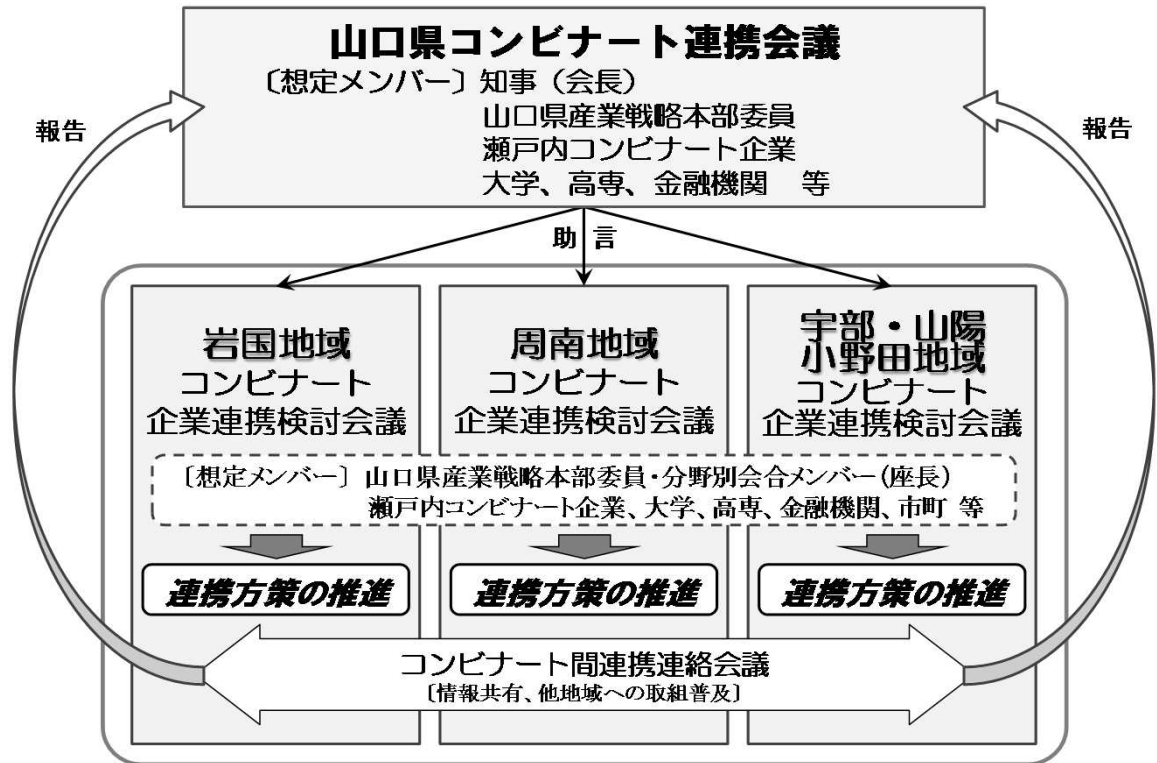 山口県コンビナート連携会議
〔想定メンバー〕知事（会長）
山口県産業戦略本部委員
瀬戸内コンビナート企業
大学、高専、金融機関　等
報告
報告
助言
岩国地域
コンビナート
企業連携検討会議
周南地域
コンビナート
企業連携検討会議
宇部・山陽
小野田地域
コンビナート
企業連携検討会議
〔想定メンバー〕山口県産業戦略本部委員・分野別会合メンバー（座長）
瀬戸内コンビナート企業、大学、高専、金融機関、市町 等
連携方策の推進
連携方策の推進
連携方策の推進
コンビナート間連携連絡会議
〔情報共有、他地域への取組普及〕